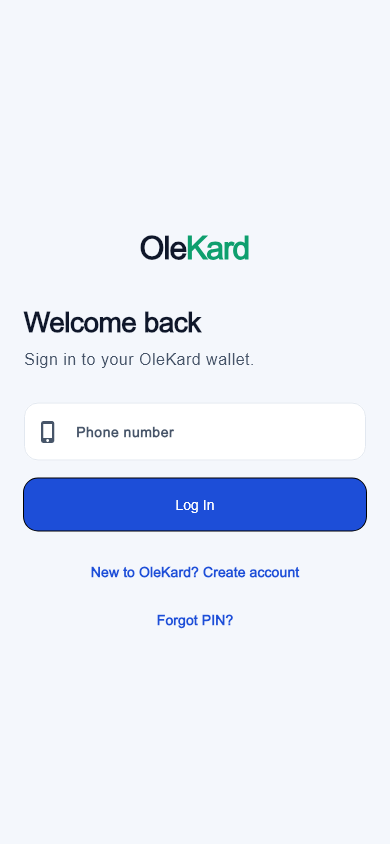 OleKard
Welcome back
Sign in to your OleKard wallet.
Phone number
Log In
New to OleKard? Create account
Forgot PIN?